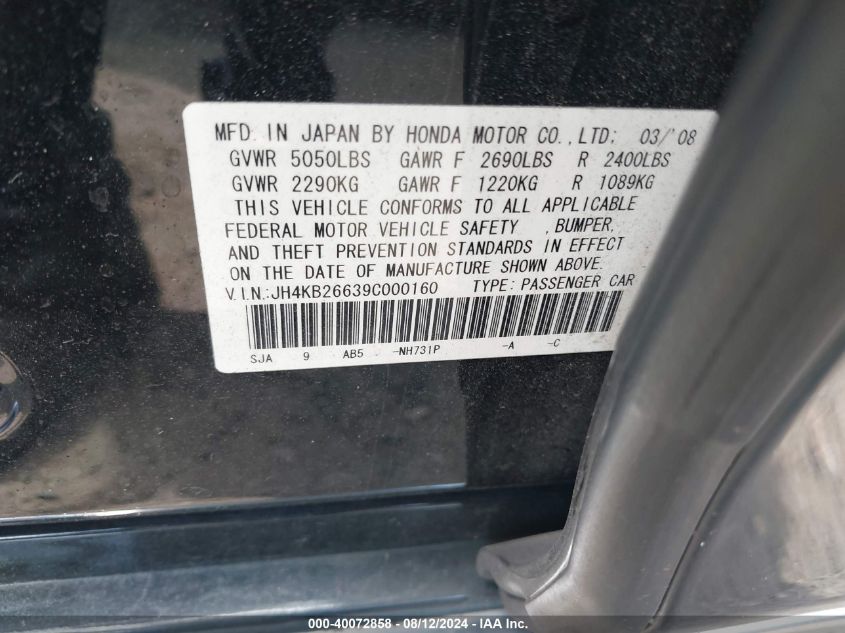 MFD. IN JAPAN BY HONDA MOTOR CO.,LTD: 03/'08
GVWR 5050LBS GAWR F 2690LBS R 2400LBS
GVWR 2290KG GAWR F 1220KG R 1089KG
THIS VEHICLE CONFORMS TO ALL APPLICABLE
FEDERAL MOTOR VEHICLE SAFETY ,BUMPER,
AND THEFT PREVENTION STANDARDS IN EFFECT
ON THE DATE OF MANUFACTURE SHOWN ABOVE.
V.I.N.:JH4KB26639C000160 TYPE: PASSENGER CAR
SJA 9 AB5 -NH731P -A -C
000-40072858 - 08/12/2024 - IAAI.com